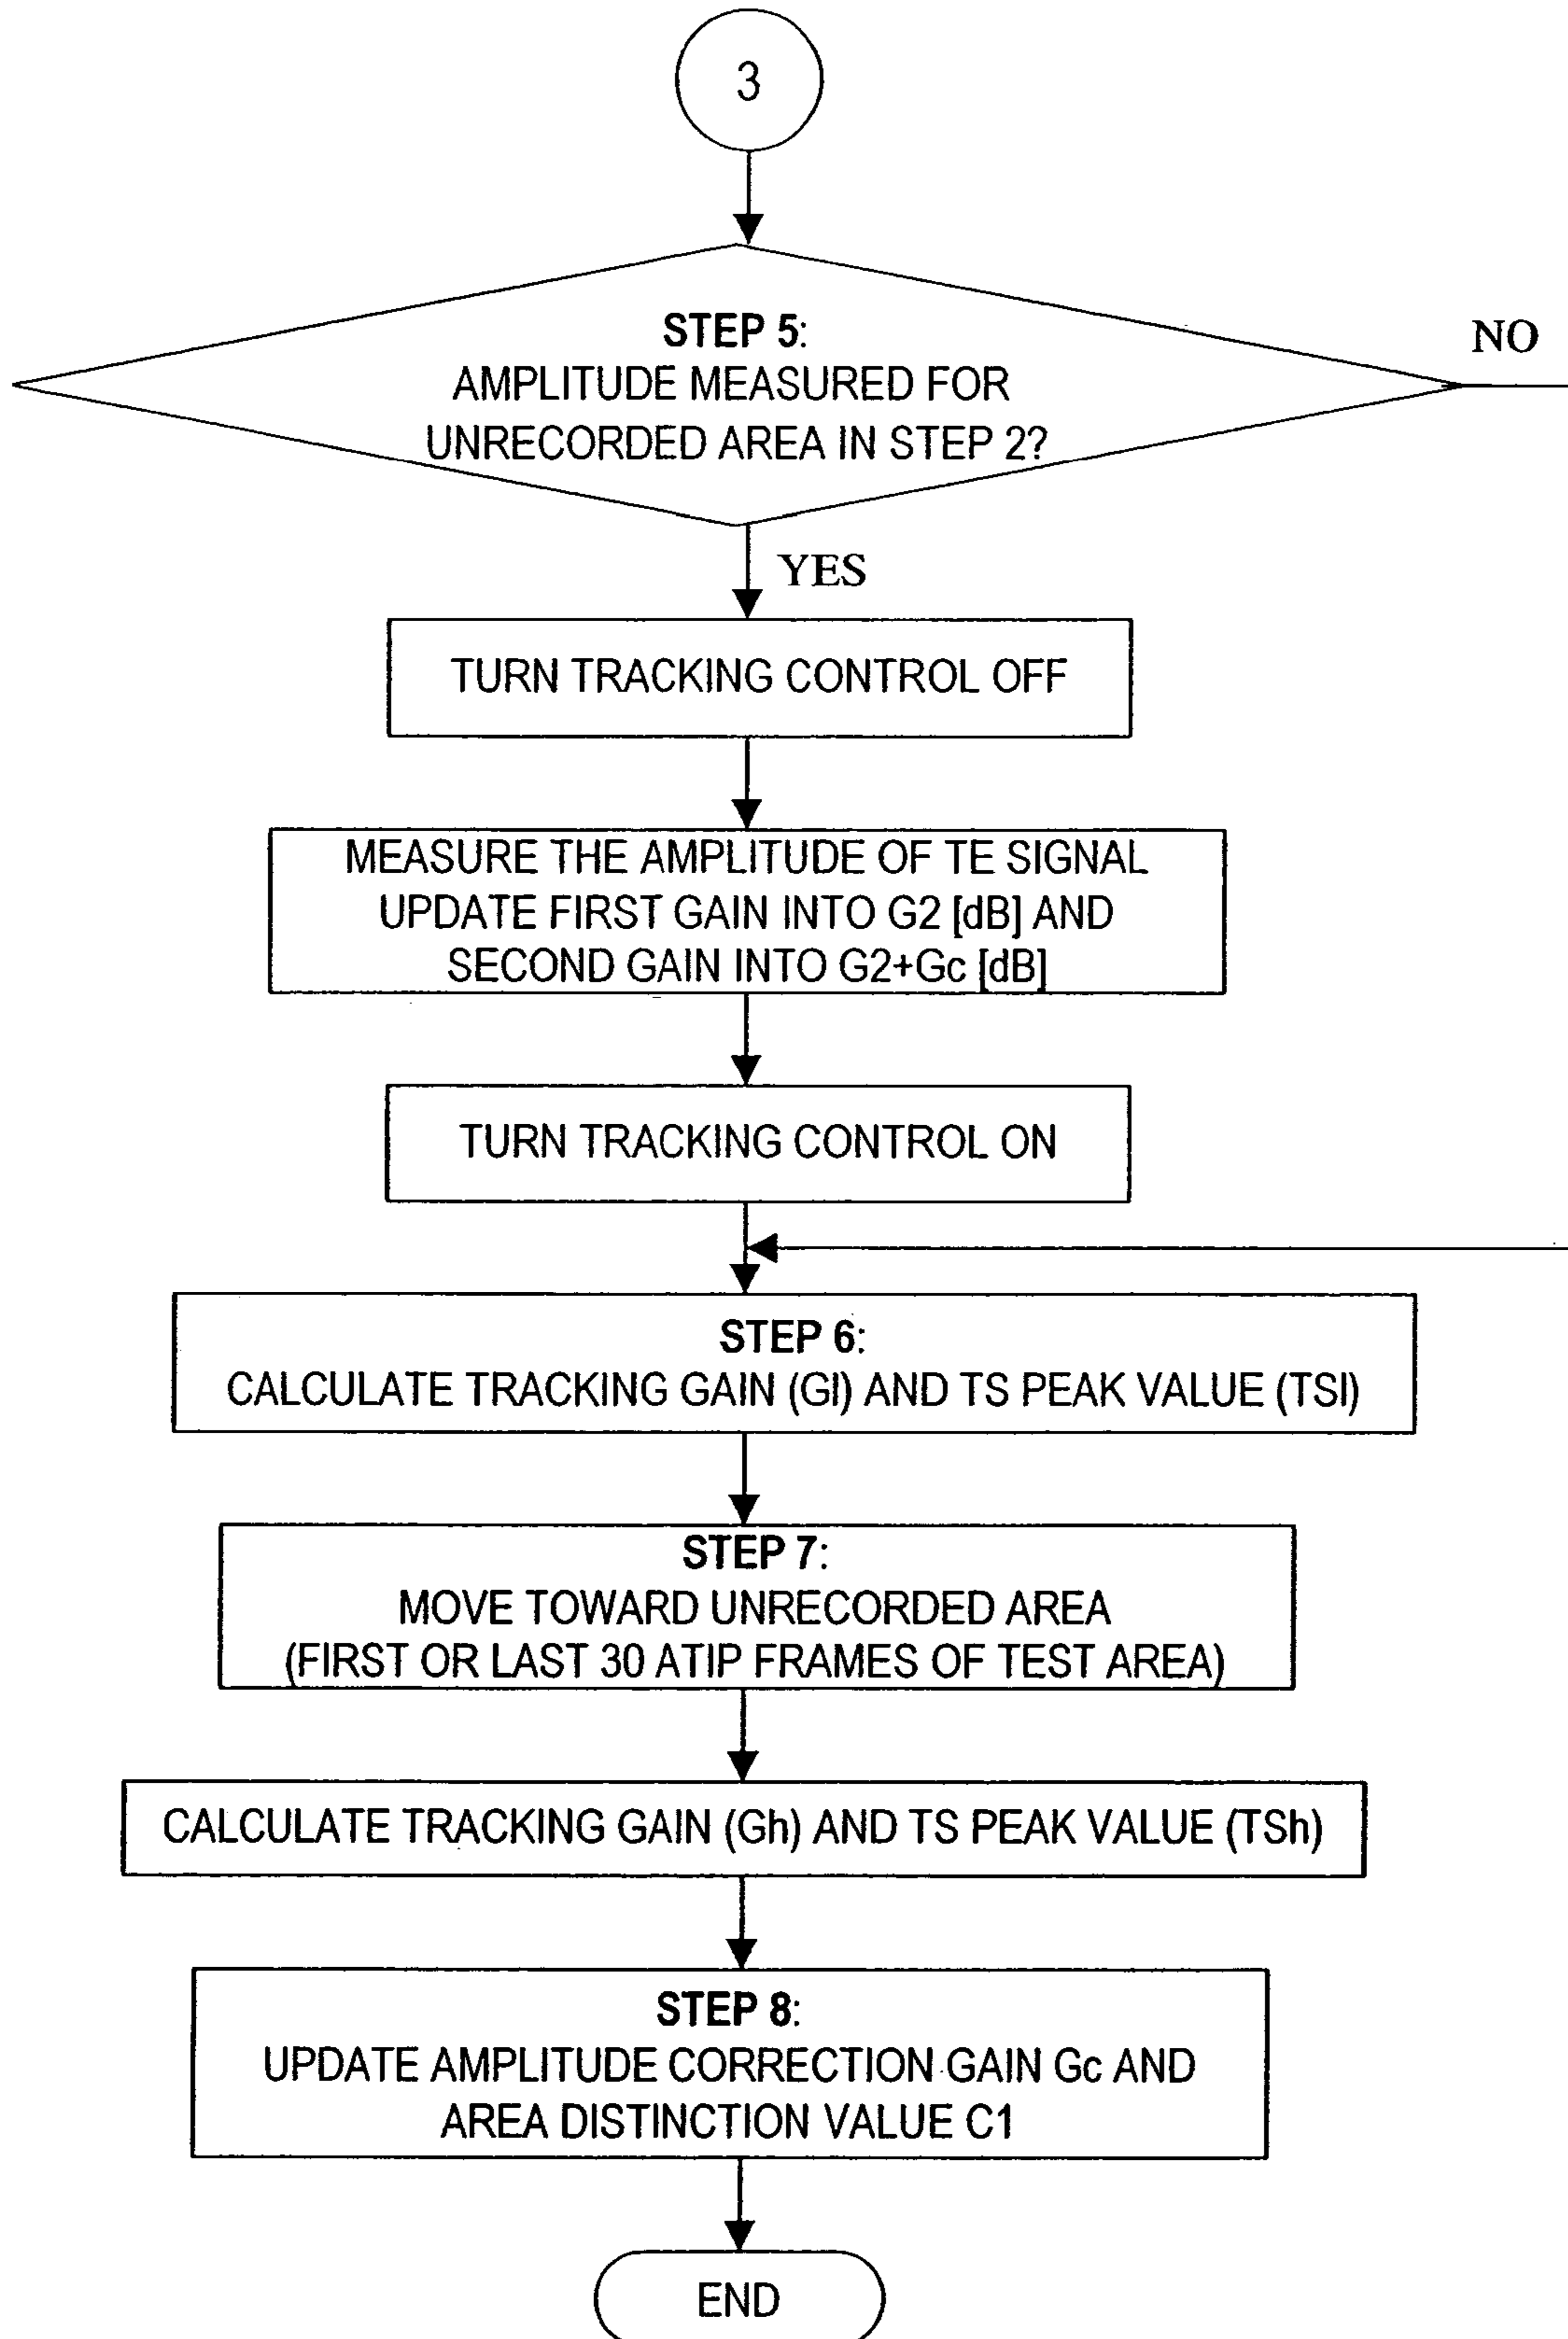 3
STEP 5:
AMPLITUDE MEASURED FOR
UNRECORDED AREA IN STEP 2?
NO
YES
TURN TRACKING CONTROL OFF
MEASURE THE AMPLITUDE OF TE SIGNAL
UPDATE FIRST GAIN INTO G2 [dB] AND
SECOND GAIN INTO G2+Gc [dB]
TURN TRACKING CONTROL ON
STEP 6:
CALCULATE TRACKING GAIN (Gl) AND TS PEAK VALUE (TSl)
STEP 7:
MOVE TOWARD UNRECORDED AREA
(FIRST OR LAST 30 ATIP FRAMES OF TEST AREA)
CALCULATE TRACKING GAIN (Gh) AND TS PEAK VALUE (TSh)
STEP 8:
UPDATE AMPLITUDE CORRECTION GAIN Gc AND
AREA DISTINCTION VALUE C1
END